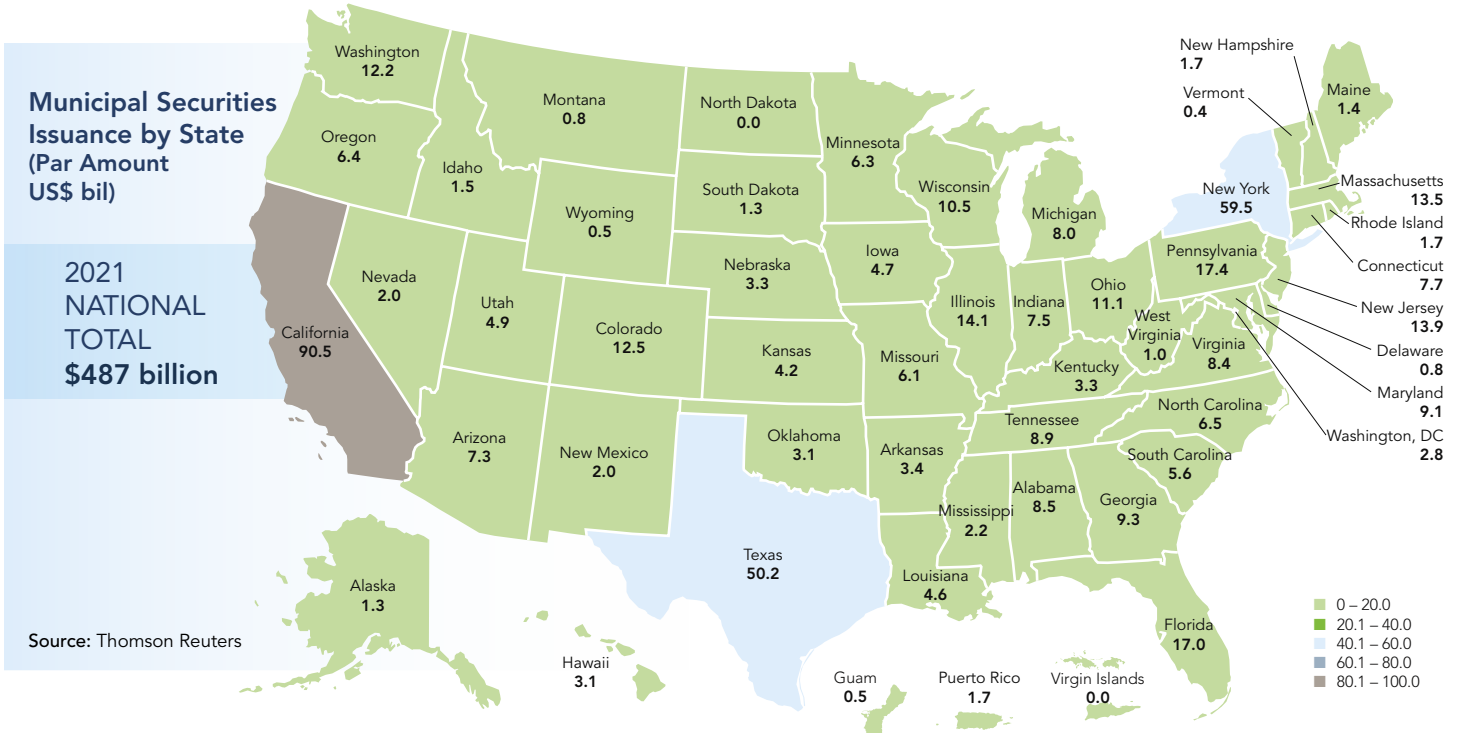 Municipal Securities
Issuance by State
(Par Amount
US$ bil)
2021
NATIONAL
TOTAL
$487 billion
Source: Thomson Reuters
Washington
12.2
Oregon
6.4
California
90.5
Idaho
1.5
Nevada
2.0
Montana
0.8
Wyoming
0.5
Utah
4.9
Colorado
12.5
Arizona
7.3
New Mexico
2.0
North Dakota
0.0
South Dakota
1.3
Nebraska
3.3
Kansas
4.2
Oklahoma
3.1
Texas
50.2
Minnesota
6.3
Iowa
4.7
Missouri
6.1
Arkansas
3.4
Louisiana
4.6
Wisconsin
10.5
Illinois
14.1
Michigan
8.0
Indiana
7.5
Ohio
11.1
Kentucky
3.3
Tennessee
8.9
Mississippi
2.2
Alabama
8.5
Georgia
9.3
Florida
17.0
South Carolina
5.6
North Carolina
6.5
West
Virginia
1.0
Virginia
8.4
Pennsylvania
17.4
New York
59.5
New Hampshire
1.7
Vermont
0.4
Maine
1.4
Massachusetts
13.5
Rhode Island
1.7
Connecticut
7.7
New Jersey
13.9
Delaware
0.8
Maryland
9.1
Washington, DC
2.8
Alaska
1.3
Hawaii
3.1
Guam
0.5
Puerto Rico
1.7
Virgin Islands
0.0
0 – 20.0
20.1 – 40.0
40.1 – 60.0
60.1 – 80.0
80.1 – 100.0